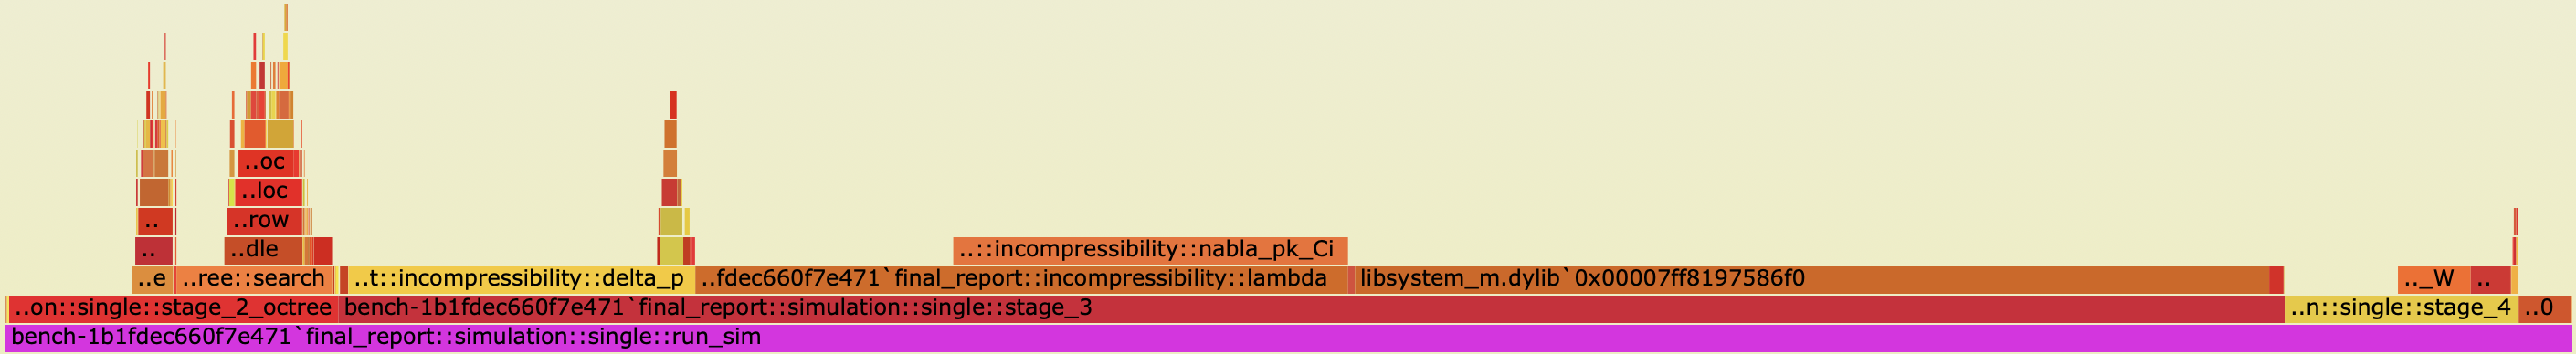 ..oc
..loc
..
..row
..
..dle
..::incompressibility::nabla_pk_Ci
..e
..ree::search
..t::incompressibility::delta_p
..fdec660f7e471`final_report::incompressibility::lambda
libsystem_m.dylib`0x00007ff8197586f0
.._W
..
..on::single::stage_2_octree
bench-1b1fdec660f7e471`final_report::simulation::single::stage_3
..n::single::stage_4
..0
bench-1b1fdec660f7e471`final_report::simulation::single::run_sim